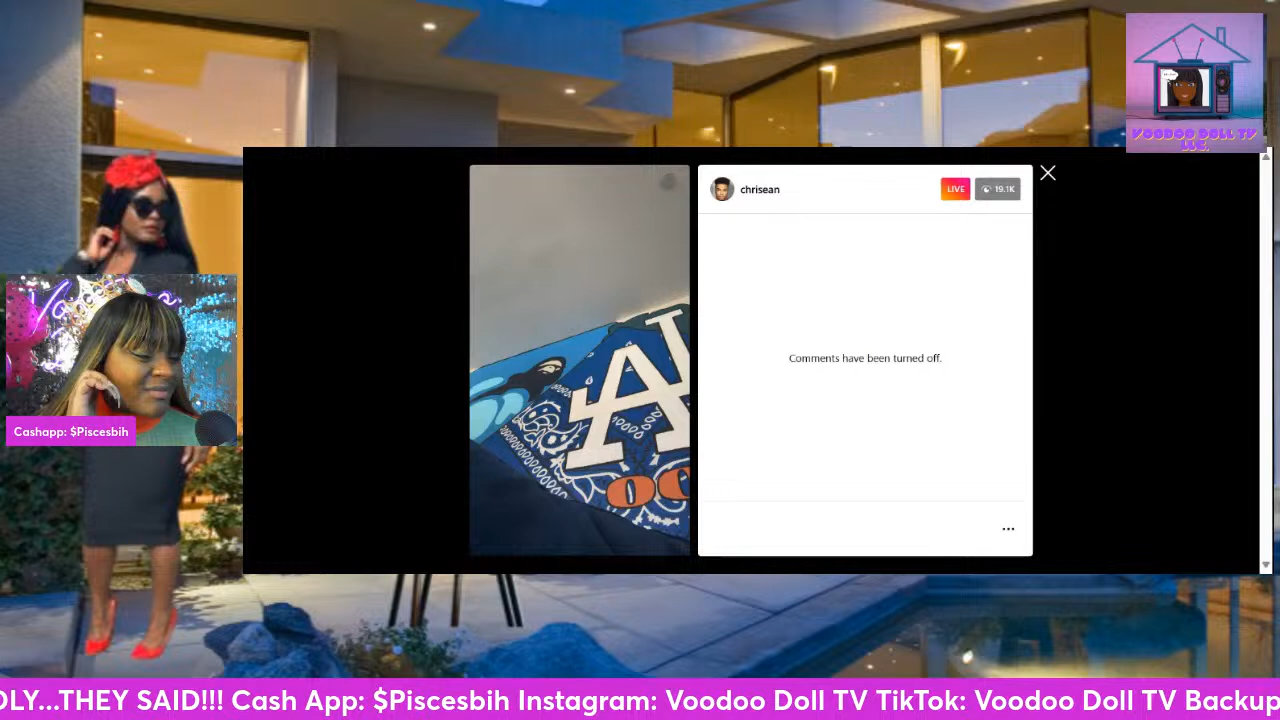 VOODOO DOLL TV
LLC.
chrisean
LIVE
19.1K
Comments have been turned off.
LA
Cashapp: $Piscesbih
DLY...THEY SAID!!! Cash App: $Piscesbih Instagram: Voodoo Doll TV TikTok: Voodoo Doll TV Backup